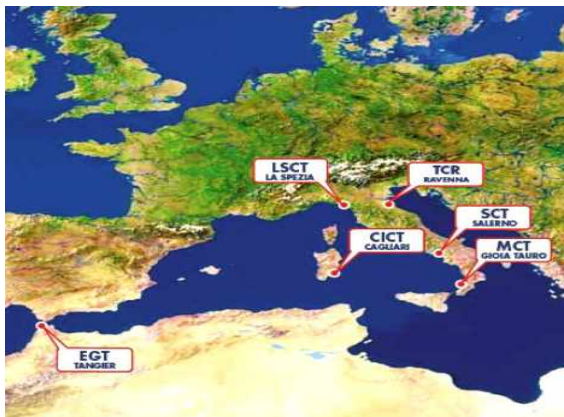 LSCT
LA SPEZIA
TCR
RAVENNA
SCT
SALERNO
CICT
CAGLIARI
MCT
GIOIA TAURO
EGT
TANGIER